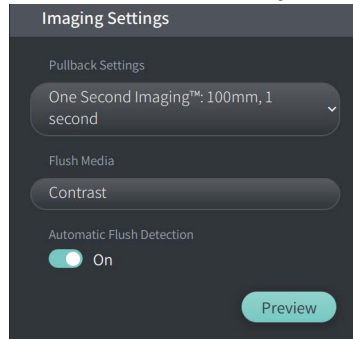 Imaging Settings
Pullback Settings
One Second Imaging™: 100mm, 1
second
Flush Media
Contrast
Automatic Flush Detection
On
Preview